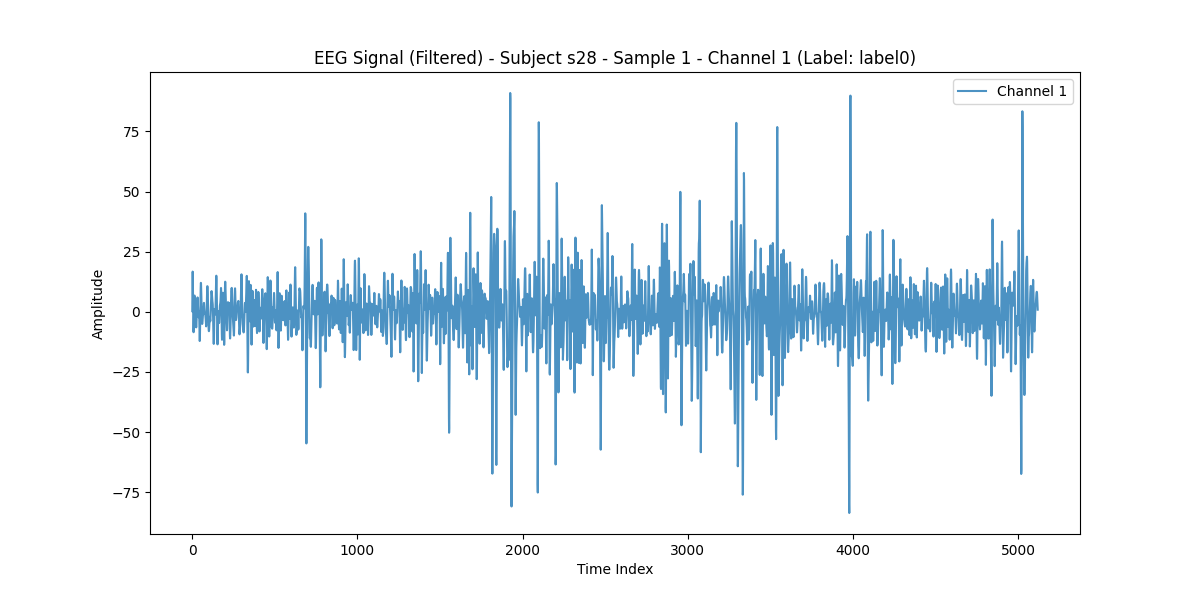 EEG Signal (Filtered) - Subject s28 - Sample 1 - Channel 1 (Label: label0)
Channel 1
75
50
25
0
−25
−50
−75
Amplitude
0 1000 2000 3000 4000 5000
Time Index